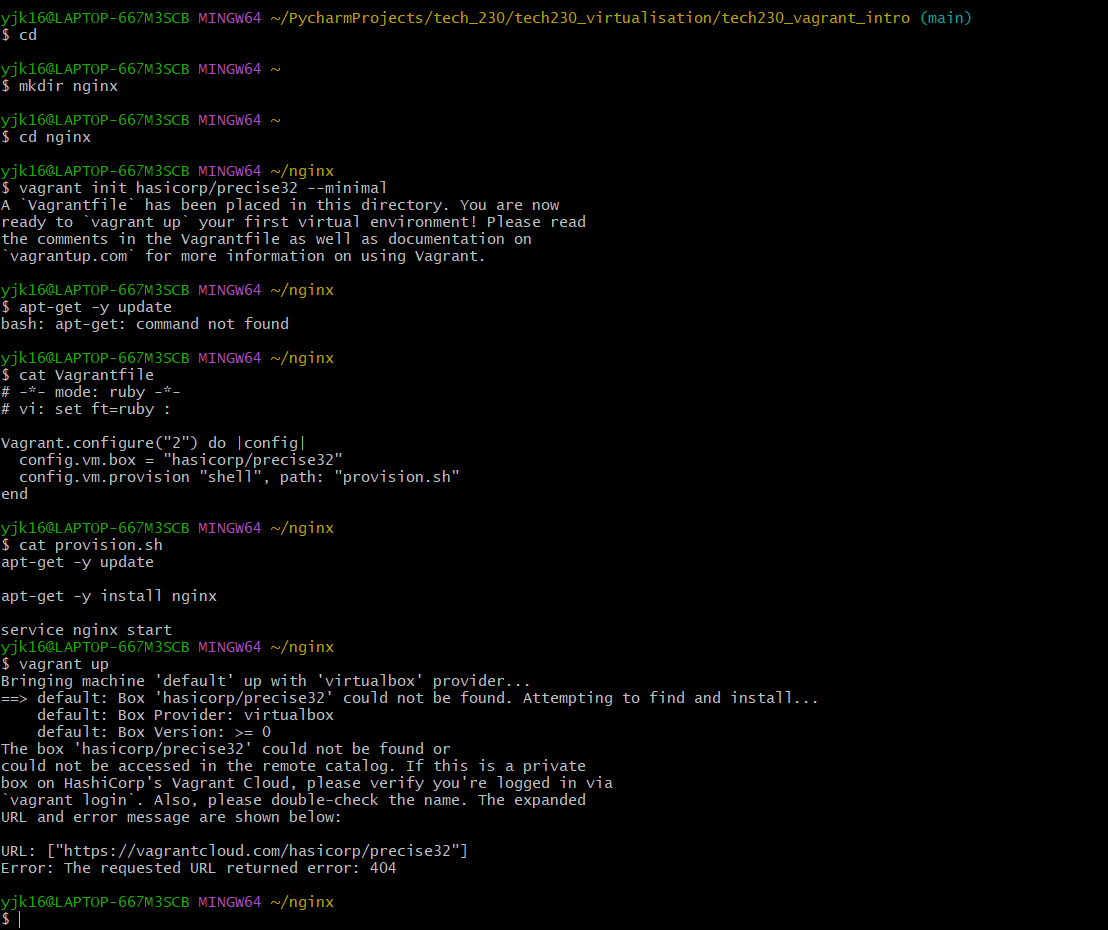 yjk16@LAPTOP-667M3SCB MINGW64 ~/PycharmProjects/tech_230/tech230_virtualisation/tech230_vagrant_intro (main)
$ cd
yjk16@LAPTOP-667M3SCB MINGW64 ~
$ mkdir nginx
yjk16@LAPTOP-667M3SCB MINGW64 ~
$ cd nginx
yjk16@LAPTOP-667M3SCB MINGW64 ~/nginx
$ vagrant init hasicorp/precise32 --minimal
A `Vagrantfile` has been placed in this directory. You are now
ready to `vagrant up` your first virtual environment! Please read
the comments in the Vagrantfile as well as documentation on
`vagrantup.com` for more information on using Vagrant.
yjk16@LAPTOP-667M3SCB MINGW64 ~/nginx
$ apt-get -y update
bash: apt-get: command not found
yjk16@LAPTOP-667M3SCB MINGW64 ~/nginx
$ cat Vagrantfile
# -*- mode: ruby -*-
# vi: set ft=ruby :
Vagrant.configure("2") do |config|
  config.vm.box = "hasicorp/precise32"
  config.vm.provision "shell", path: "provision.sh"
end
yjk16@LAPTOP-667M3SCB MINGW64 ~/nginx
$ cat provision.sh
apt-get -y update
apt-get -y install nginx
service nginx start
yjk16@LAPTOP-667M3SCB MINGW64 ~/nginx
$ vagrant up
Bringing machine 'default' up with 'virtualbox' provider...
==> default: Box 'hasicorp/precise32' could not be found. Attempting to find and install...
    default: Box Provider: virtualbox
    default: Box Version: >= 0
The box 'hasicorp/precise32' could not be found or
could not be accessed in the remote catalog. If this is a private
box on HashiCorp's Vagrant Cloud, please verify you're logged in via
`vagrant login`. Also, please double-check the name. The expanded
URL and error message are shown below:
URL: ["https://vagrantcloud.com/hasicorp/precise32"]
Error: The requested URL returned error: 404
yjk16@LAPTOP-667M3SCB MINGW64 ~/nginx
$